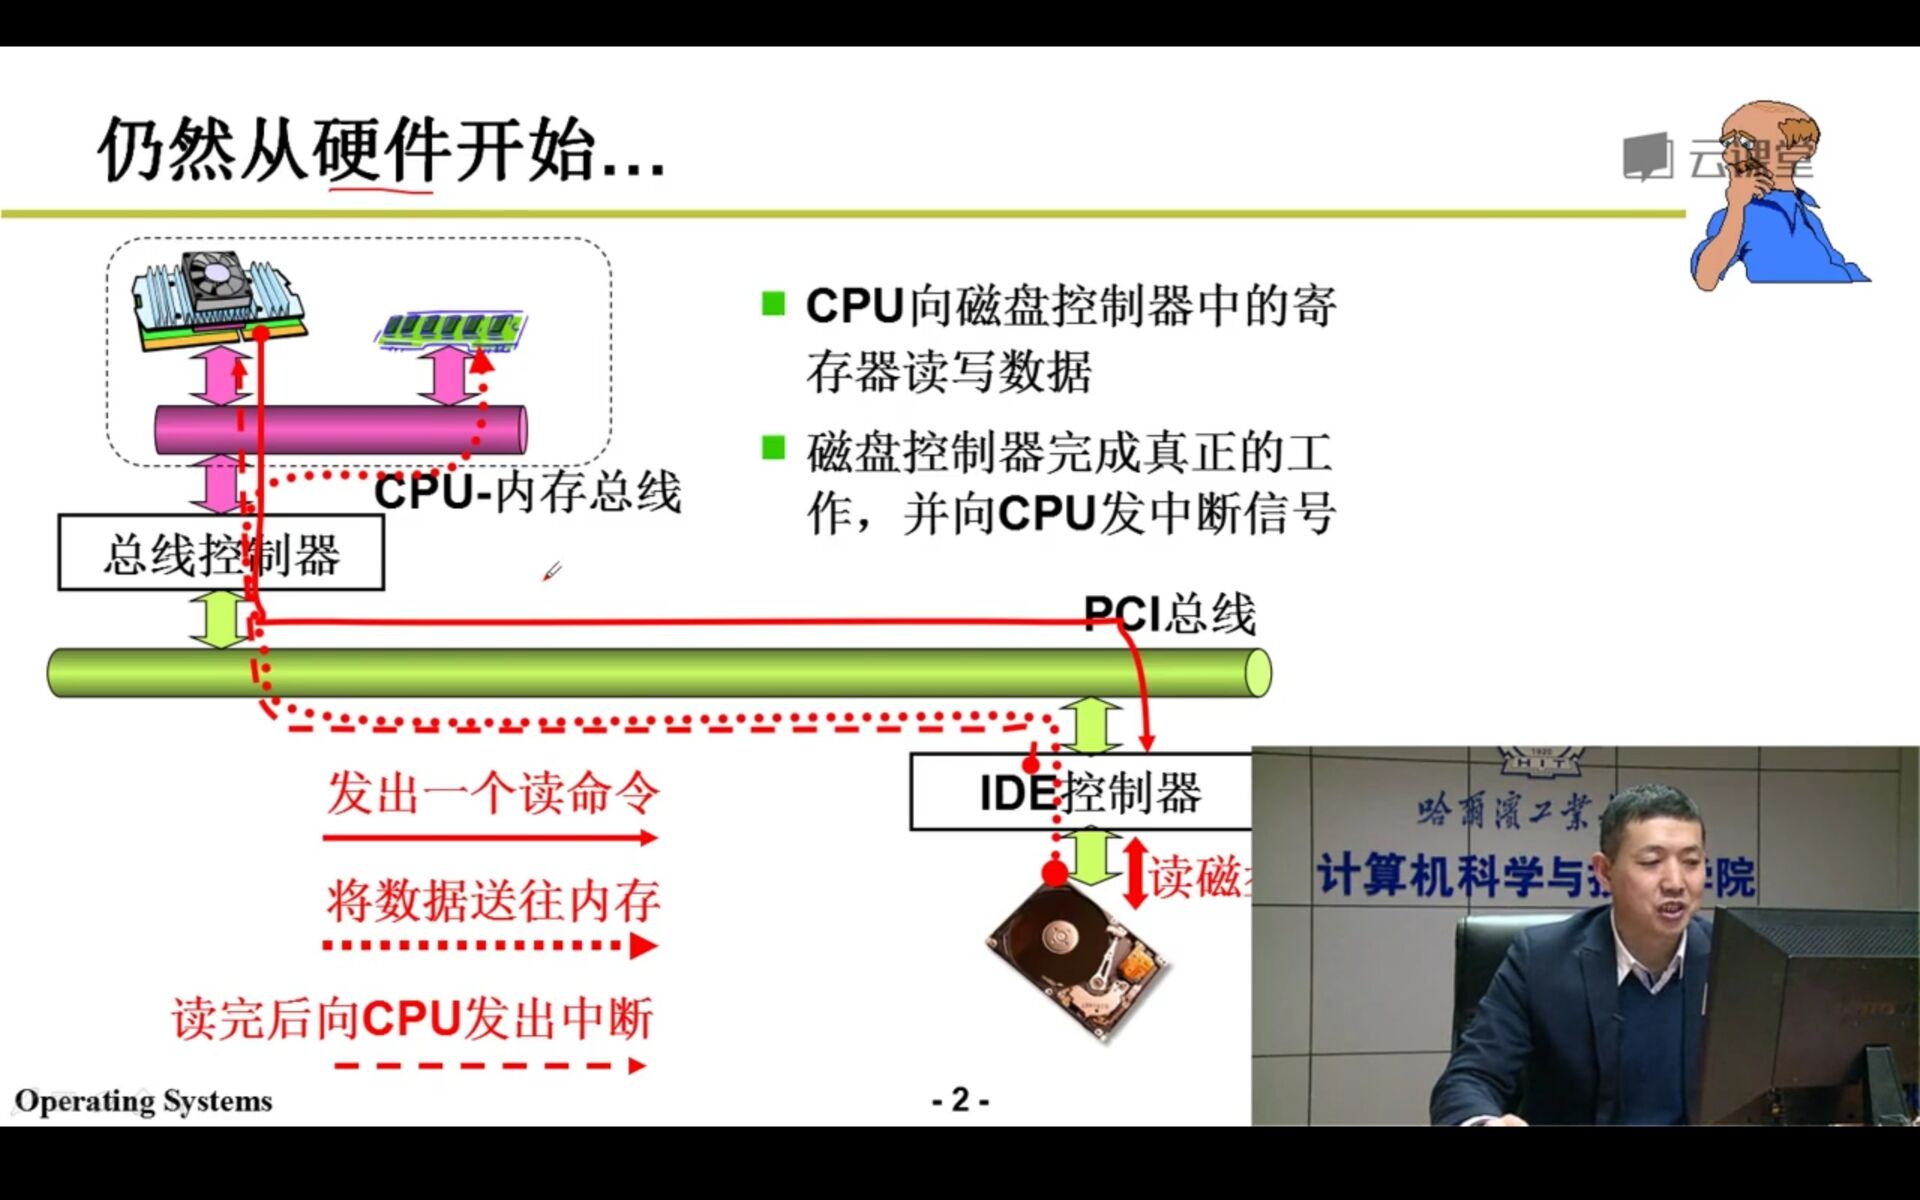 仍然从硬件开始...
云课堂
CPU向磁盘控制器中的寄
存器读写数据
磁盘控制器完成真正的工
作，并向CPU发中断信号
CPU-内存总线
总线控制器
PCI总线
IDE控制器
发出一个读命令
将数据送往内存
读完后向CPU发出中断
读磁
1920
HIT
哈爾濱工業
计算机科学与技 学院
Operating Systems
- 2 -